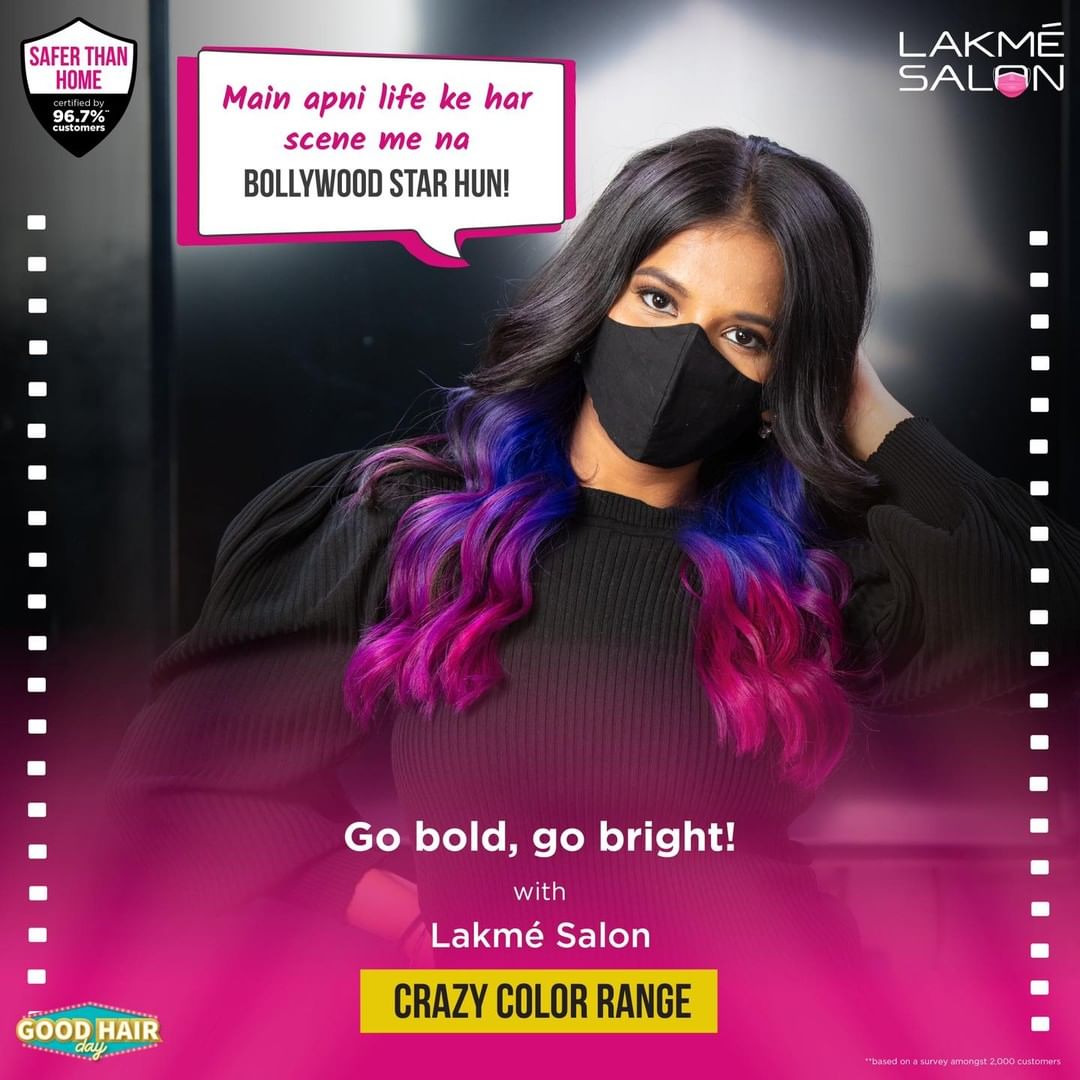 SAFER THAN
HOME
certified by
96.7%**
customers
LAKMÉ
SALON
Main apni life ke har
scene me na
BOLLYWOOD STAR HUN!
Go bold, go bright!
with
Lakmé Salon
CRAZY COLOR RANGE
GOOD HAIR
day
**based on a survey amongst 2,000 customers